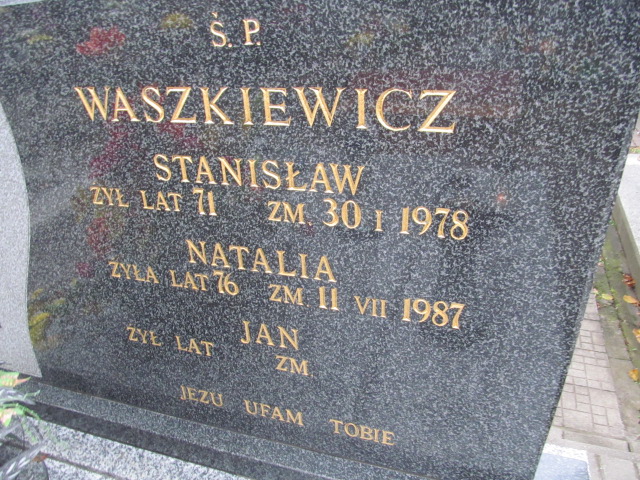 Ś. P.
WASZKIEWICZ
STANISŁAW
ŻYŁ LAT 71 ZM. 30 I 1978
NATALIA
ŻYŁA LAT 76 ZM. 11 VII 1987
JAN
ŻYŁ LAT ZM
JEZU UFAM TOBIE